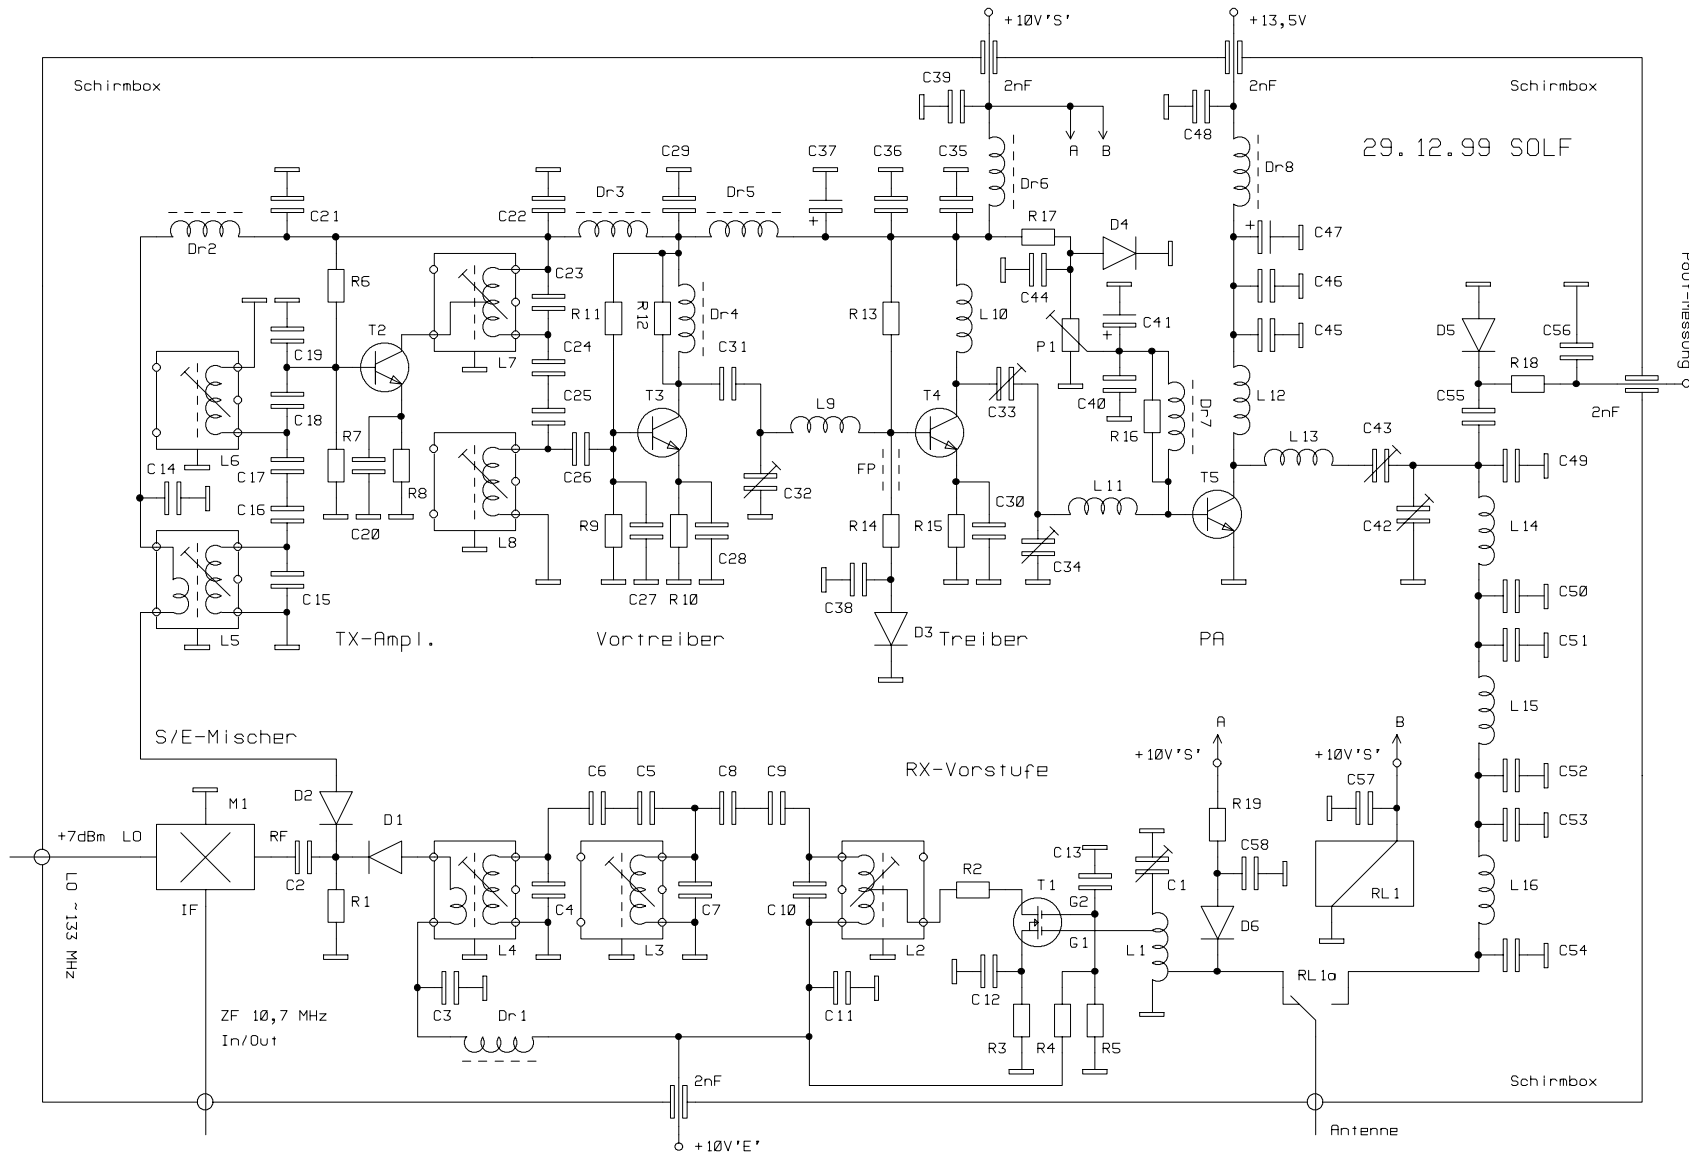 +10V'S'
+13,5V
Schirmbox
C39
2nF
2nF
Schirmbox
C48
A
B
29.12.99 SOLF
C29
C37
C36
C35
Dr3
Dr5
Dr6
Dr8
C21
C22
Dr2
R17
D4
C47
Pout-Messung
C23
C44
C46
R6
R11
R12
Dr4
R13
L10
C41
P1
C45
D5
C56
T2
L7
C19
C24
C31
R18
C33
C40
L12
C55
2nF
C18
C25
T3
L9
T4
R16
Dr7
L13
C43
R7
L6
C14
C17
C26
FP
C49
C32
L11
T5
R8
C16
C20
L8
R9
C28
R14
R15
C30
C42
L14
C34
C15
C27
R10
C38
C50
L5
TX-Ampl.
Vortreiber
D3
Treiber
PA
C51
L15
S/E-Mischer
A
B
+10V'S'
+10V'S'
RX-Vorstufe
C6
C5
C8
C9
C57
C52
D2
M1
R19
D1
C53
+7dBm
LO
RF
C13
C58
C2
R2
T1
C1
L16
LO ~133 MHz
IF
R1
C4
C7
C10
G2
RL1
L4
L3
L2
G1
L1
D6
C54
C12
RL1a
C3
Dr1
C11
ZF 10,7 MHz
In/Out
R3
R4
R5
2nF
Schirmbox
+10V'E'
Antenne